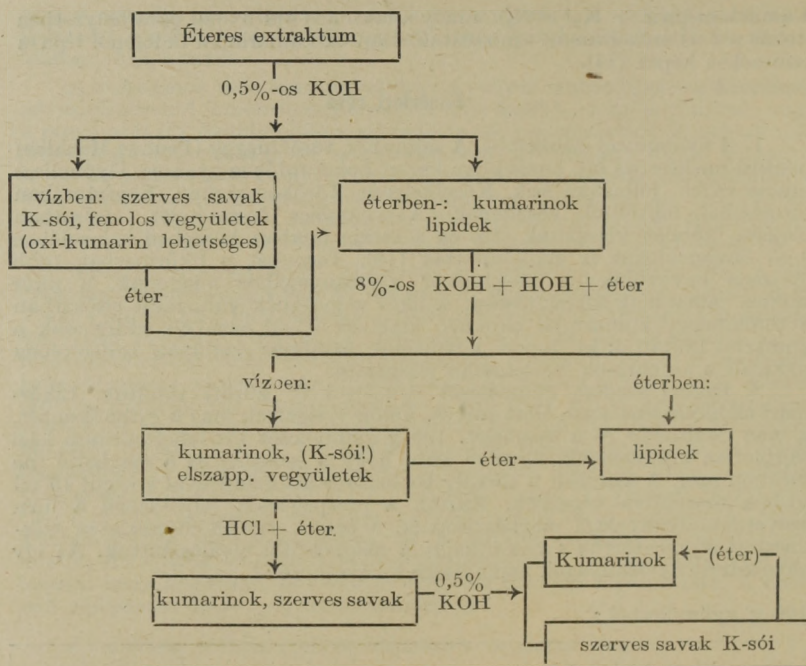 Éteres extraktum
0,5%-os KOH
vízben: szerves savak
K-sói, fenolos vegyületek
(oxi-kumarin lehetséges)
éterben-: kumarinok
lipidek
éter
8%-os KOH + HOH + éter
vízben:
éterben:
kumarinok, (K-sói!)
elszapp. vegyületek
éter
lipidek
HCl + éter.
kumarinok, szerves savak
0,5%
KOH
Kumarinok
(éter)
szerves savak K-sói